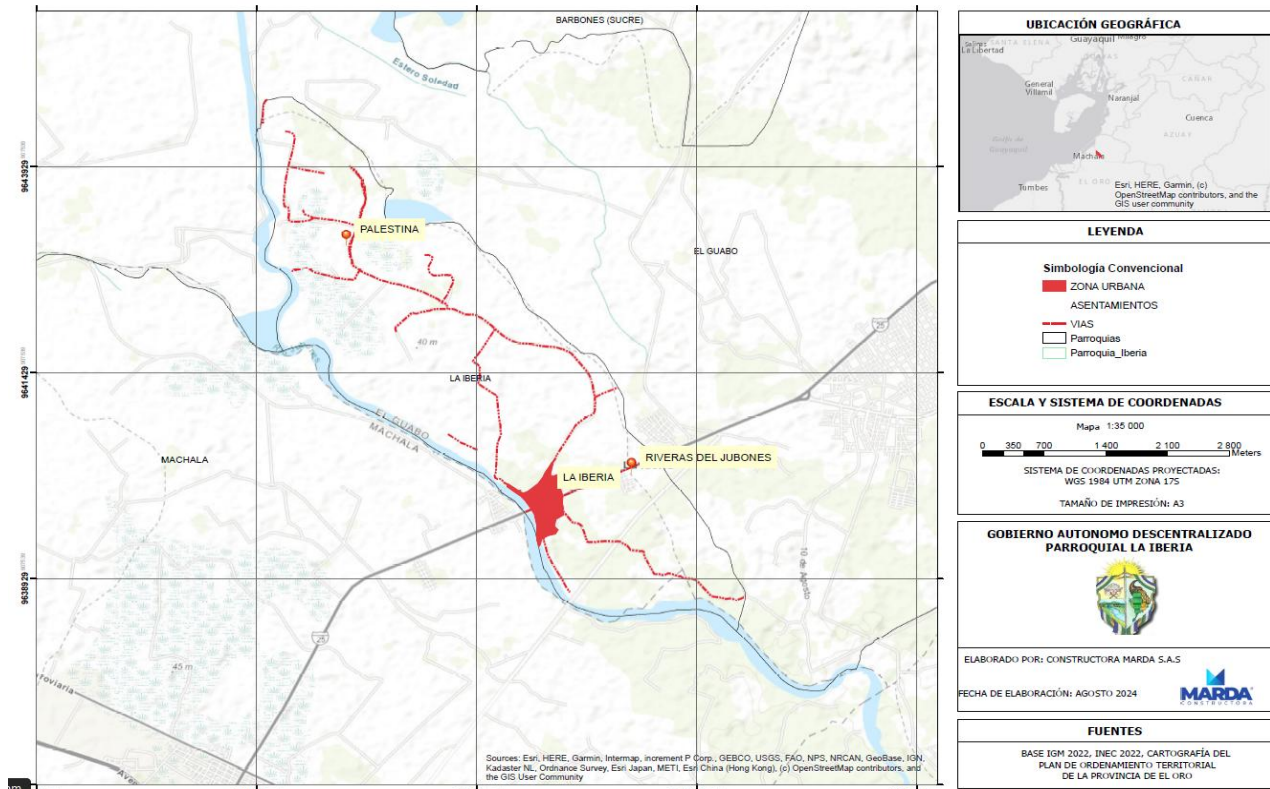 BARBONES (SUCRE)
Estero Soledad
9643929
PALESTINA
EL GUABO
25
40 m
9641429
LA IBERIA
EL GUABO
MACHALA
MACHALA
RIVERAS DEL JUBONES
LA IBERIA
10 de Agosto
9638929
25
45 m
Sources: Esri, HERE, Garmin, Intermap, increment P Corp., GEBCO, USGS, FAO, NPS, NRCAN, GeoBase, IGN,
Kadaster NL, Ordnance Survey, Esri Japan, METI, Esri China (Hong Kong), (c) OpenStreetMap contributors, and
the GIS User Community
UBICACIÓN GEOGRÁFICA
Guayaquil
Milagro
Salinas
SANTA ELENA
La Libertad
GUAYAS
General
Villamil
CAÑAR
Naranjal
Cuenca
Golfo de
Guayaquil
AZUAY
Machala
EL ORO
Tumbes
Esri, HERE, Garmin, (c)
OpenStreetMap contributors, and the
GIS user community
LEYENDA
Simbología Convencional
ZONA URBANA
ASENTAMIENTOS
VIAS
Parroquias
Parroquia_Iberia
ESCALA Y SISTEMA DE COORDENADAS
Mapa 1:35 000
0 350 700 1 400 2 100 2 800
Meters
SISTEMA DE COORDENADAS PROYECTADAS:
WGS 1984 UTM ZONA 17S
TAMAÑO DE IMPRESIÓN: A3
GOBIERNO AUTONOMO DESCENTRALIZADO
PARROQUIAL LA IBERIA
ELABORADO POR: CONSTRUCTORA MARDA S.A.S
FECHA DE ELABORACIÓN: AGOSTO 2024
MARDA
CONSTRUCTORA
FUENTES
BASE IGM 2022, INEC 2022, CARTOGRAFÍA DEL
PLAN DE ORDENAMIENTO TERRITORIAL
DE LA PROVINCIA DE EL ORO